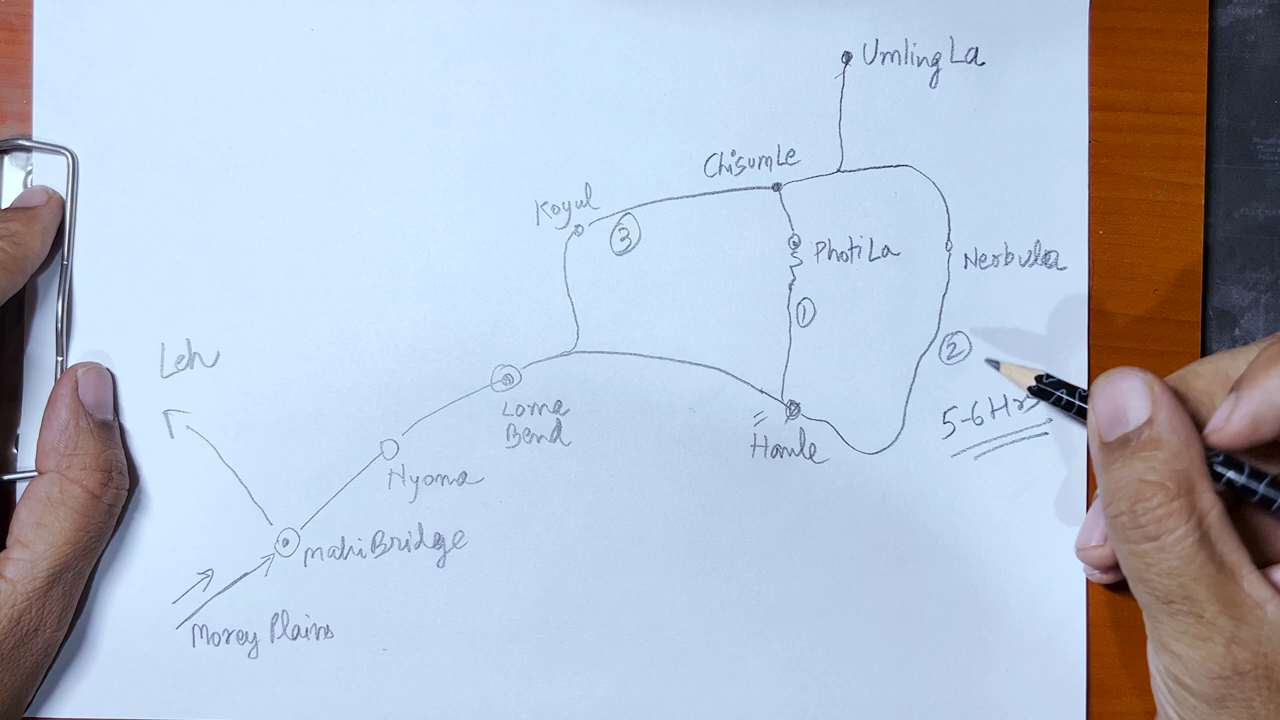 Umling La
Chisumle
Koyul
3
Photi La
Nerbula
1
2
Leh
Loma
Bend
5-6 Hrs
Hanle
Nyoma
Mahi Bridge
Morey Plains